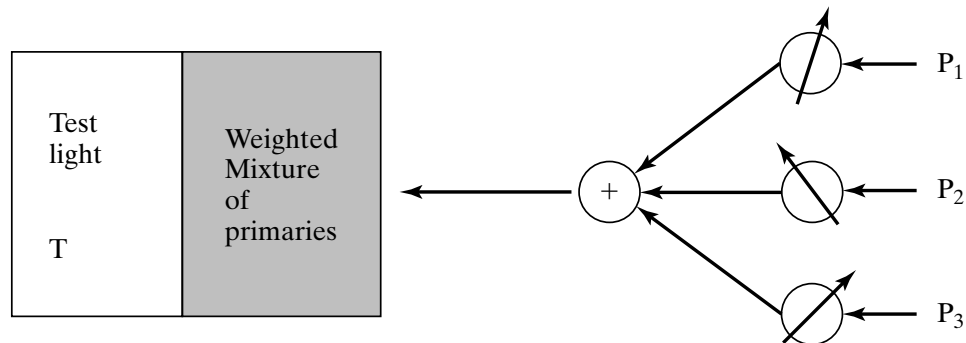 Test
light
T
Weighted
Mixture
of
primaries
+
P1
P2
P3